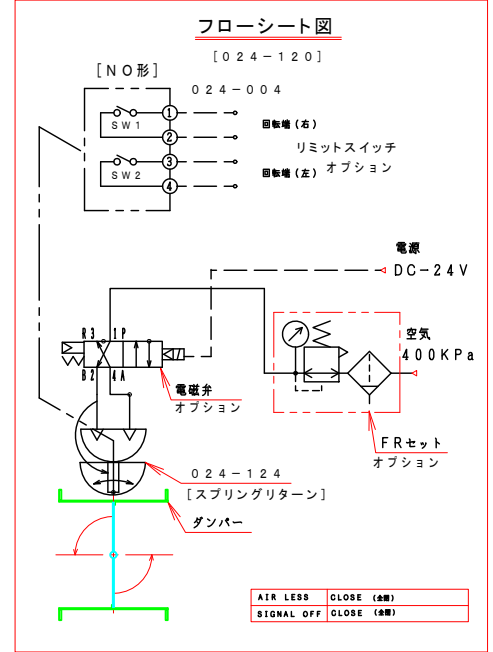 フローシート図
[024-120]
[NO形]
024-004
1
SW1
2
回転端(右)
リミットスイッチ
オプション
3
SW2
4
回転端(左)
電源
DC-24V
R3 1P
B2 4A
空気
400KPa
電磁弁
オプション
FRセット
オプション
024-124
[スプリングリターン]
ダンパー
AIR LESS CLOSE (全閉)
SIGNAL OFF CLOSE (全閉)